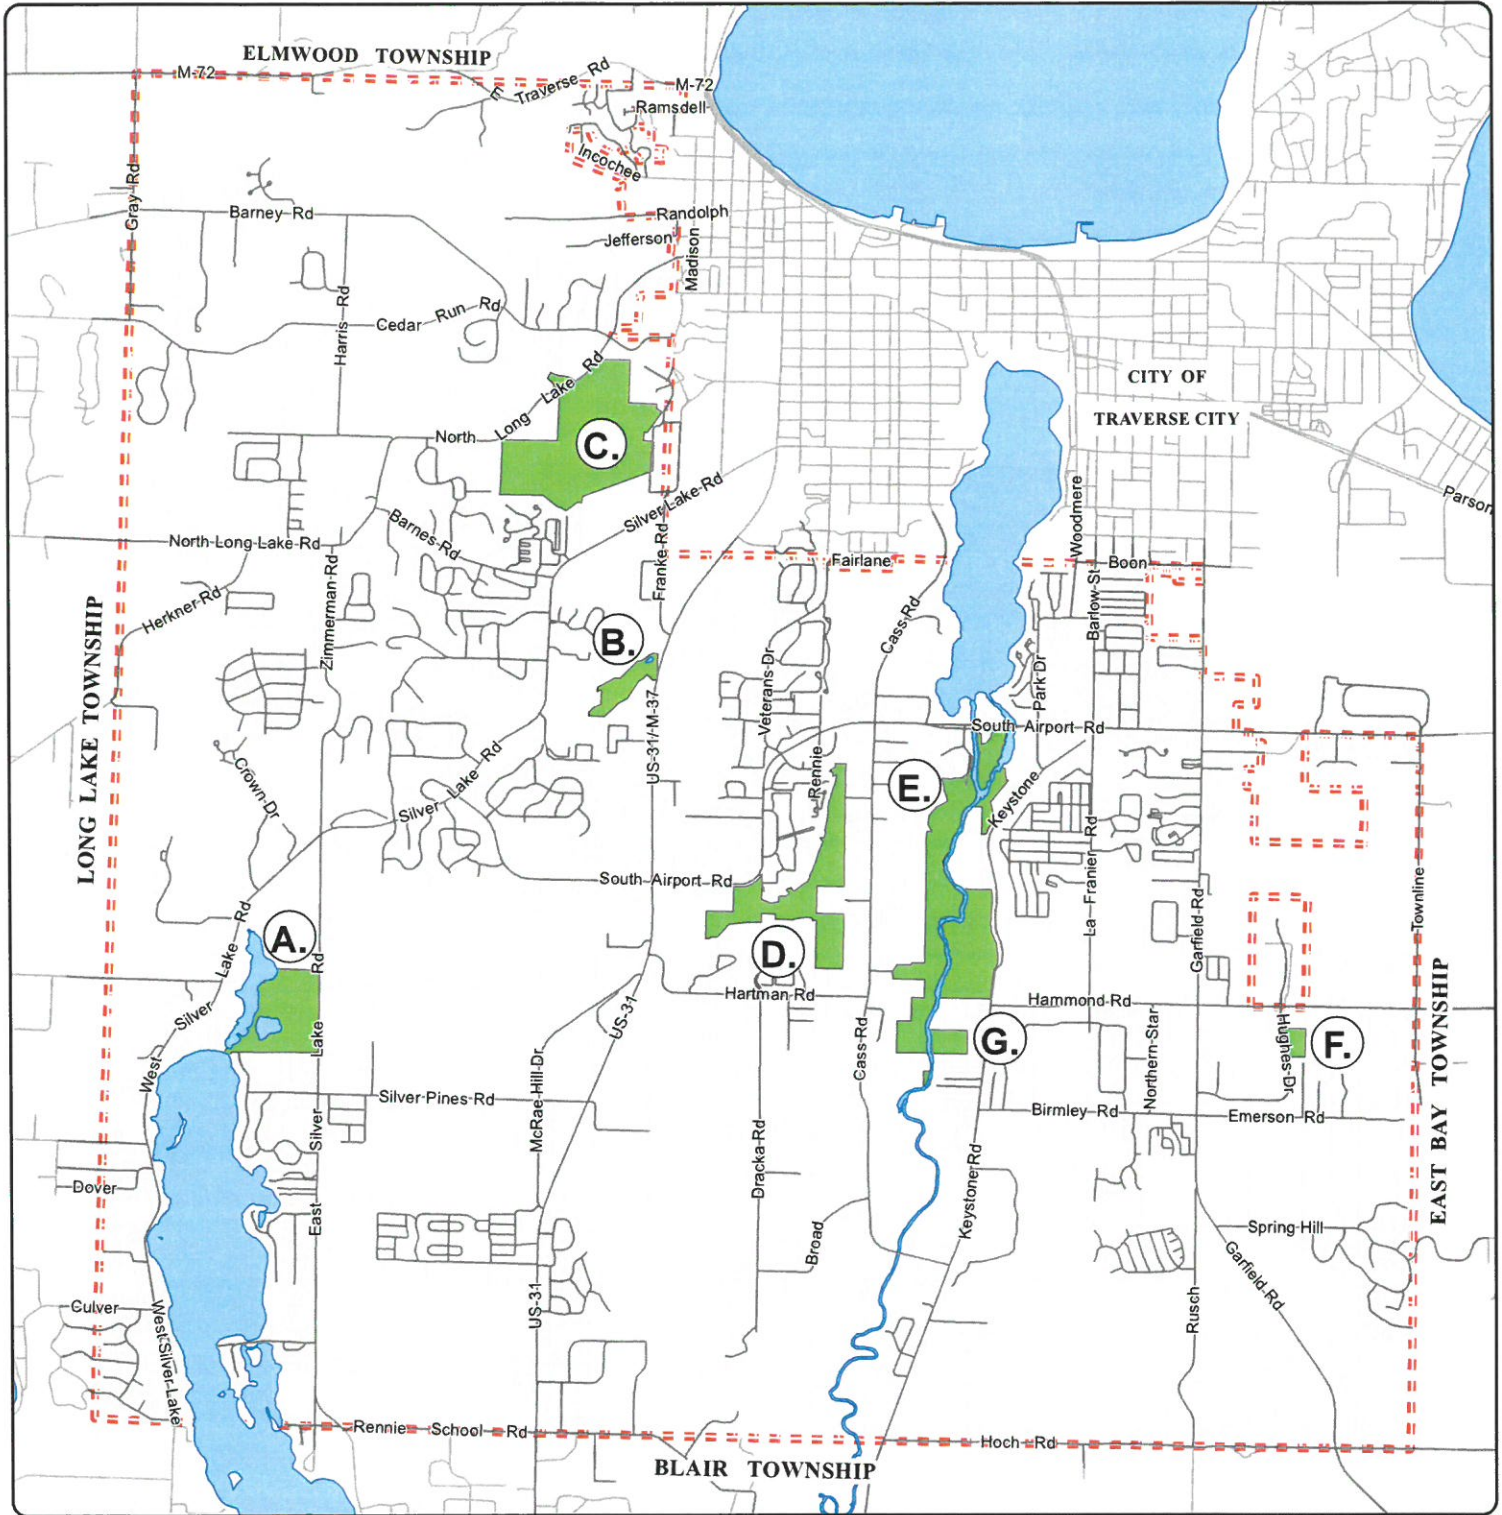 ELMWOOD TOWNSHIP
M-72
E Traverse Rd
M-72
Ramsdell
Incochee
Gray Rd
Barney Rd
Randolph
Jefferson
Madison
Harris Rd
Cedar Run Rd
CITY OF
TRAVERSE CITY
North Long Lake Rd
C.
Silver Lake Rd
Woodmere
Parson
Barnes Rd
North Long Lake Rd
Franke Rd
Fairlane
Boon
Zimmerman Rd
Herkner Rd
Barlow St
Cass Rd
B.
LONG LAKE TOWNSHIP
Park Dr
Veterans Dr
US-31/M-37
South Airport Rd
Crown Dr
Silver Lake Rd
Rennie
E.
Keystone
La Franier Rd
South Airport Rd
Garfield Rd
Townline
A.
Silver Lake Rd
D.
Hartman Rd
Hammond Rd
US-31
West
East Silver Lake Rd
Cass Rd
G.
Northern Star
Hughes Dr
F.
EAST BAY TOWNSHIP
McRae Hill Dr
Silver Pines Rd
Birmley Rd
Emerson Rd
Dracka Rd
Dover
Keystone Rd
Broad
Spring Hill
Garfield Rd
Culver
West Silver Lake
US-31
Rusch
Rennie School Rd
Hoch Rd
BLAIR TOWNSHIP